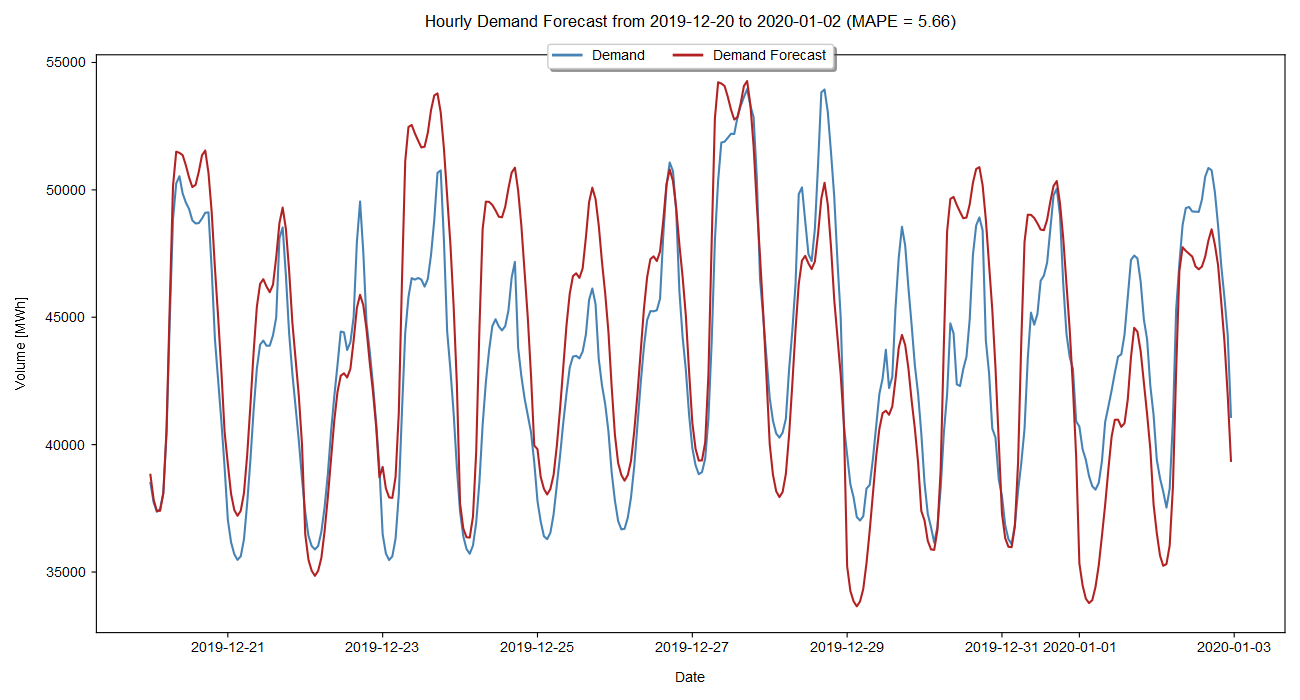 Hourly Demand Forecast from 2019-12-20 to 2020-01-02 (MAPE = 5.66)
Demand
Demand Forecast
55000
50000
45000
40000
35000
Volume [MWh]
2019-12-21
2019-12-23
2019-12-25
2019-12-27
2019-12-29
2019-12-31
2020-01-01
2020-01-03
Date